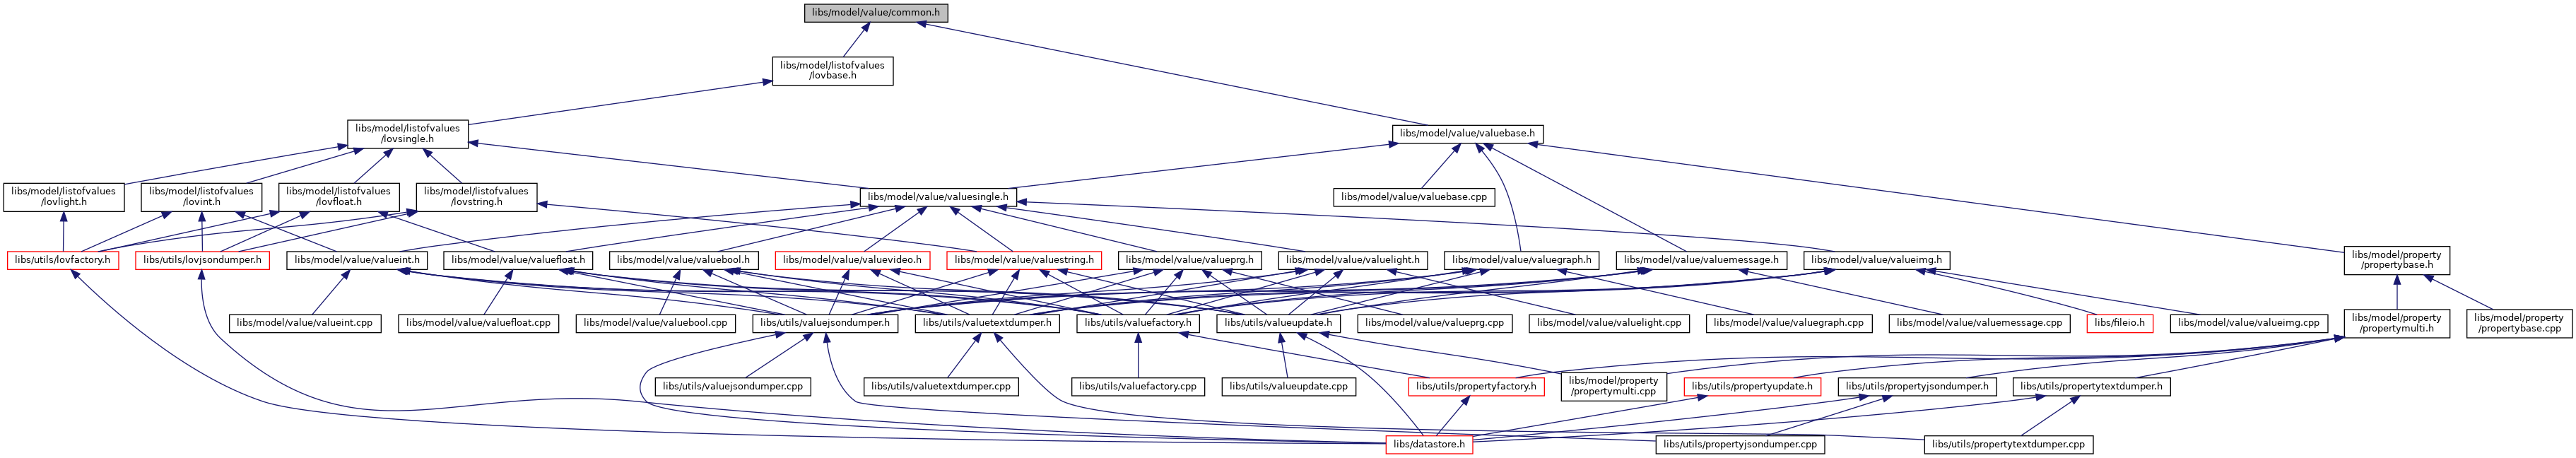 libs/model/value/common.h
libs/model/listofvalues
/lovbase.h
libs/model/listofvalues
/lovsingle.h
libs/model/value/valuebase.h
libs/model/listofvalues
/lovlight.h
libs/model/listofvalues
/lovint.h
libs/model/listofvalues
/lovfloat.h
libs/model/listofvalues
/lovstring.h
libs/model/value/valuesingle.h
libs/model/value/valuebase.cpp
libs/utils/lovfactory.h
libs/utils/lovjsondumper.h
libs/model/value/valueint.h
libs/model/value/valuefloat.h
libs/model/value/valuebool.h
libs/model/value/valuevideo.h
libs/model/value/valuestring.h
libs/model/value/valueprg.h
libs/model/value/valuelight.h
libs/model/value/valuegraph.h
libs/model/value/valuemessage.h
libs/model/value/valueimg.h
libs/model/property
/propertybase.h
libs/model/value/valueint.cpp
libs/model/value/valuefloat.cpp
libs/model/value/valuebool.cpp
libs/utils/valuejsondumper.h
libs/utils/valuetextdumper.h
libs/utils/valuefactory.h
libs/utils/valueupdate.h
libs/model/value/valueprg.cpp
libs/model/value/valuelight.cpp
libs/model/value/valuegraph.cpp
libs/model/value/valuemessage.cpp
libs/fileio.h
libs/model/value/valueimg.cpp
libs/model/property
/propertymulti.h
libs/model/property
/propertybase.cpp
libs/utils/valuejsondumper.cpp
libs/utils/valuetextdumper.cpp
libs/utils/valuefactory.cpp
libs/utils/valueupdate.cpp
libs/utils/propertyfactory.h
libs/model/property
/propertymulti.cpp
libs/utils/propertyupdate.h
libs/utils/propertyjsondumper.h
libs/utils/propertytextdumper.h
libs/datastore.h
libs/utils/propertyjsondumper.cpp
libs/utils/propertytextdumper.cpp